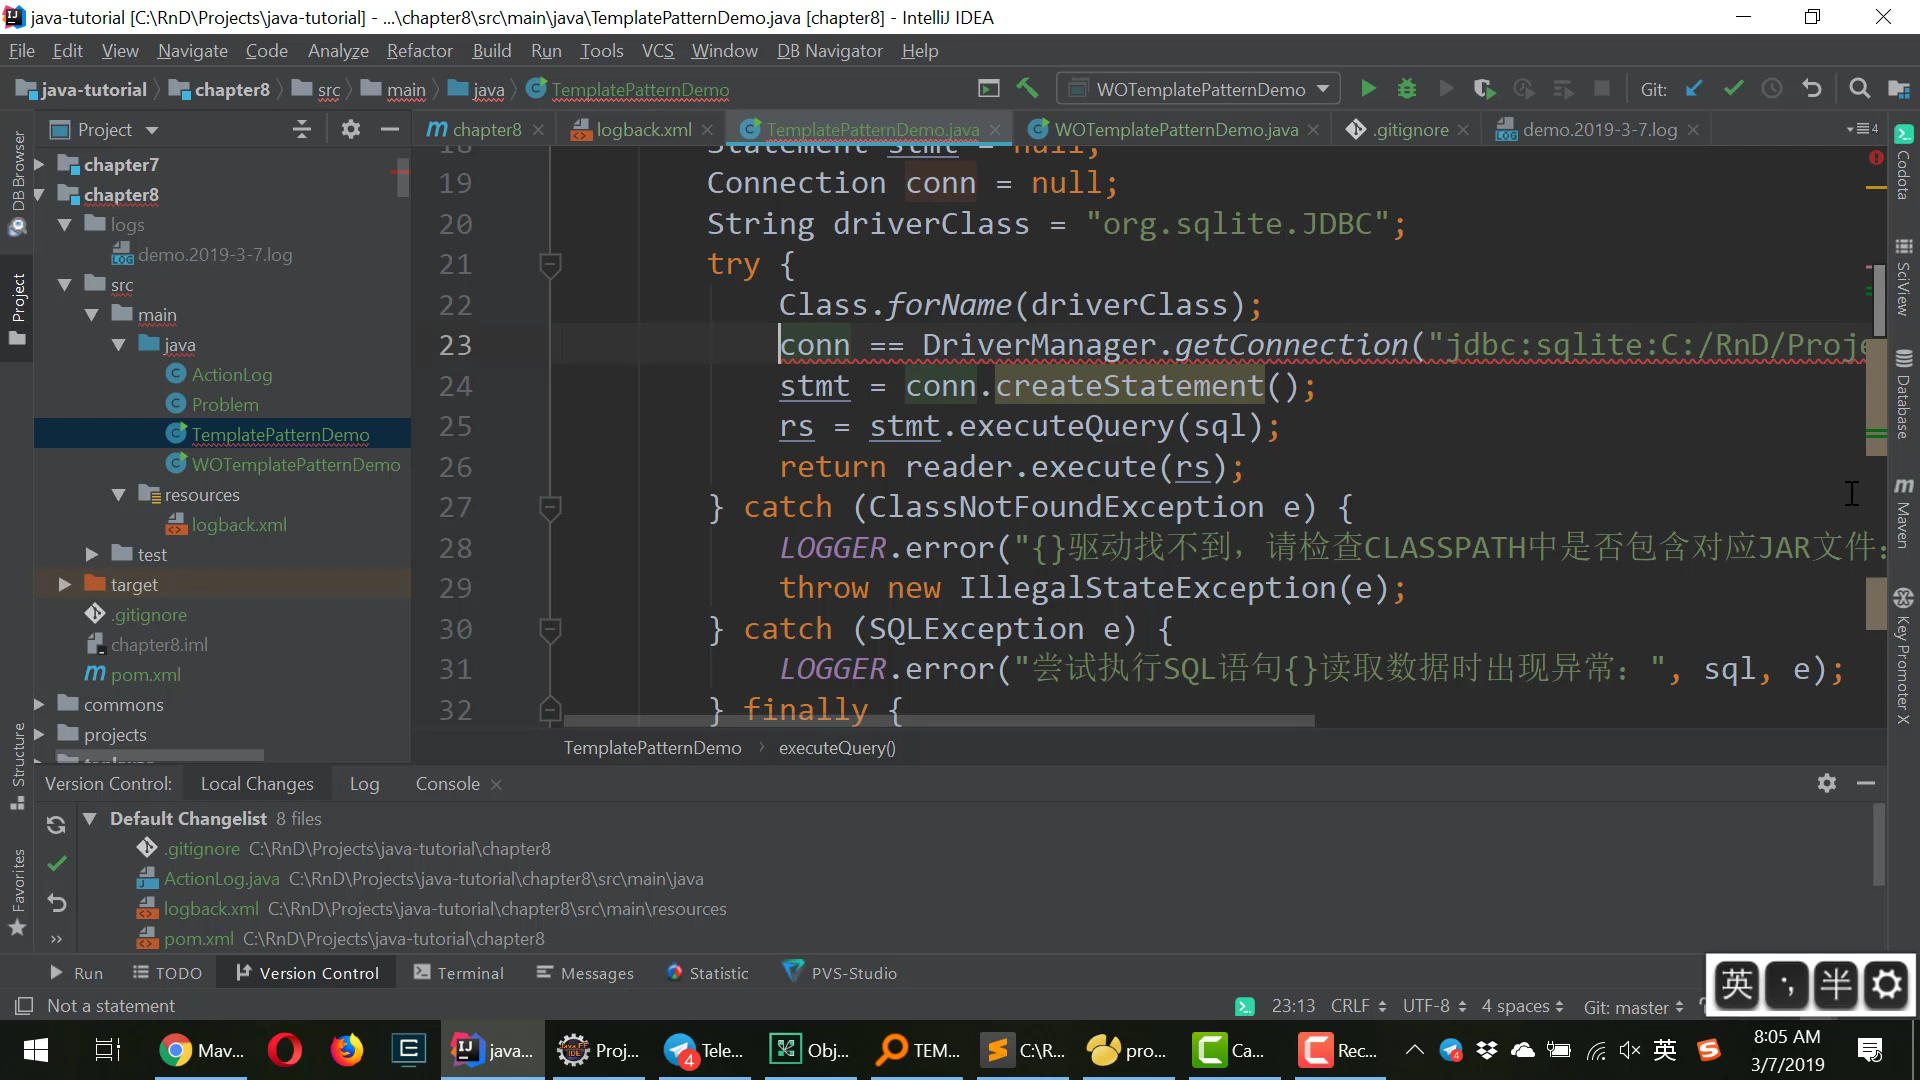 java-tutorial [C:\RnD\Projects\java-tutorial] - ...\chapter8\src\main\java\TemplatePatternDemo.java [chapter8] - IntelliJ IDEA
File Edit View Navigate Code Analyze Refactor Build Run Tools VCS Window DB Navigator Help
java-tutorial chapter8 src main java TemplatePatternDemo WOTemplatePatternDemo Git:
Project chapter8 logback.xml TemplatePatternDemo.java WOTemplatePatternDemo.java .gitignore demo.2019-3-7.log 4
DB Browser
Project
Structure
Favorites
chapter7
chapter8
logs
demo.2019-3-7.log
src
main
java
ActionLog
Problem
TemplatePatternDemo
WOTemplatePatternDemo
resources
logback.xml
test
target
.gitignore
chapter8.iml
pom.xml
commons
projects
18 Statement stmt = null;
19 Connection conn = null;
20 String driverClass = "org.sqlite.JDBC";
21 try {
22 Class.forName(driverClass);
23 conn == DriverManager.getConnection("jdbc:sqlite:C:/RnD/Proje
24 stmt = conn.createStatement();
25 rs = stmt.executeQuery(sql);
26 return reader.execute(rs);
27 } catch (ClassNotFoundException e) {
28 LOGGER.error("{}驱动找不到，请检查CLASSPATH中是否包含对应JAR文件：
29 throw new IllegalStateException(e);
30 } catch (SQLException e) {
31 LOGGER.error("尝试执行SQL语句{}读取数据时出现异常：", sql, e);
32 } finally {
TemplatePatternDemo executeQuery()
Codota
SciView
Database
Maven
Key Promoter X
Version Control: Local Changes Log Console
Default Changelist 8 files
.gitignore C:\RnD\Projects\java-tutorial\chapter8
ActionLog.java C:\RnD\Projects\java-tutorial\chapter8\src\main\java
logback.xml C:\RnD\Projects\java-tutorial\chapter8\src\main\resources
pom.xml C:\RnD\Projects\java-tutorial\chapter8
Run TODO Version Control Terminal Messages Statistic PVS-Studio
英 半
Not a statement 23:13 CRLF UTF-8 4 spaces Git: master
Mav... java... Proj... Tele... Obj... TEM... C:\R... pro... Ca... Rec... 英
8:05 AM
3/7/2019